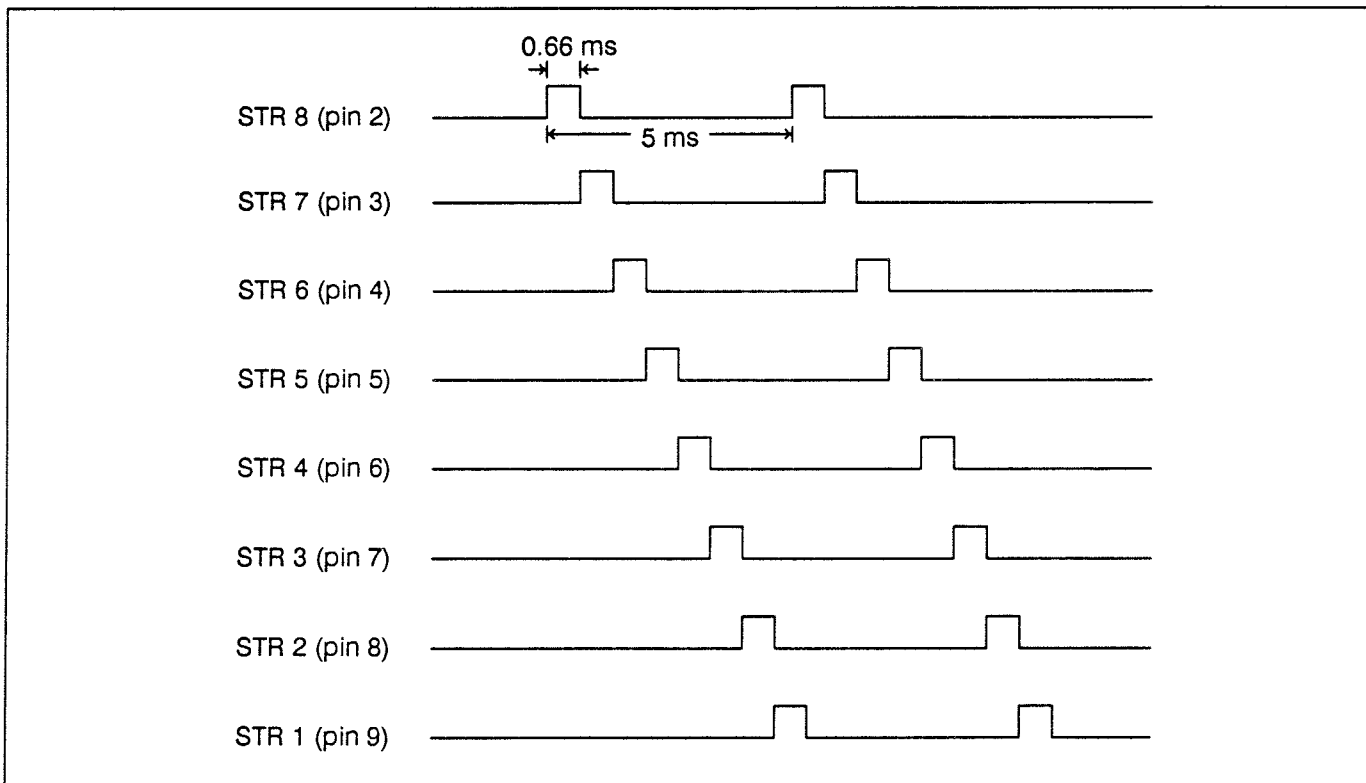 0.66 ms
STR 8 (pin 2)
5 ms
STR 7 (pin 3)
STR 6 (pin 4)
STR 5 (pin 5)
STR 4 (pin 6)
STR 3 (pin 7)
STR 2 (pin 8)
STR 1 (pin 9)